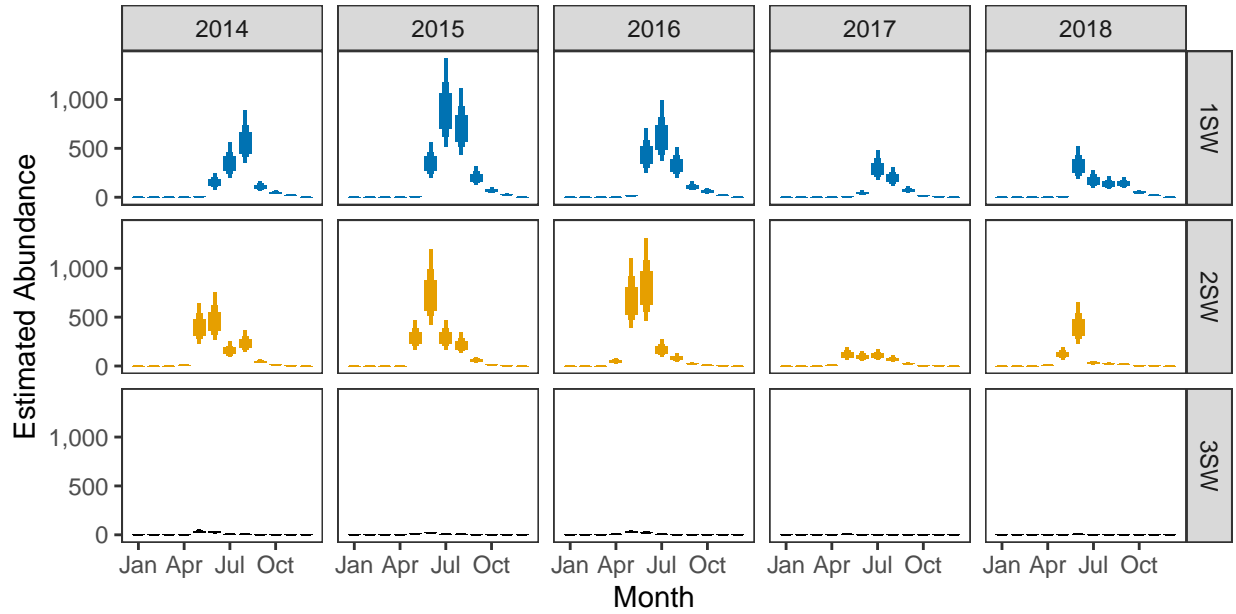 2014 2015 2016 2017 2018
1,000
500
0
1SW
Estimated Abundance
1,000
500
0
2SW
1,000
500
0
3SW
Jan Apr Jul Oct Jan Apr Jul Oct Jan Apr Jul Oct Jan Apr Jul Oct Jan Apr Jul Oct
Month